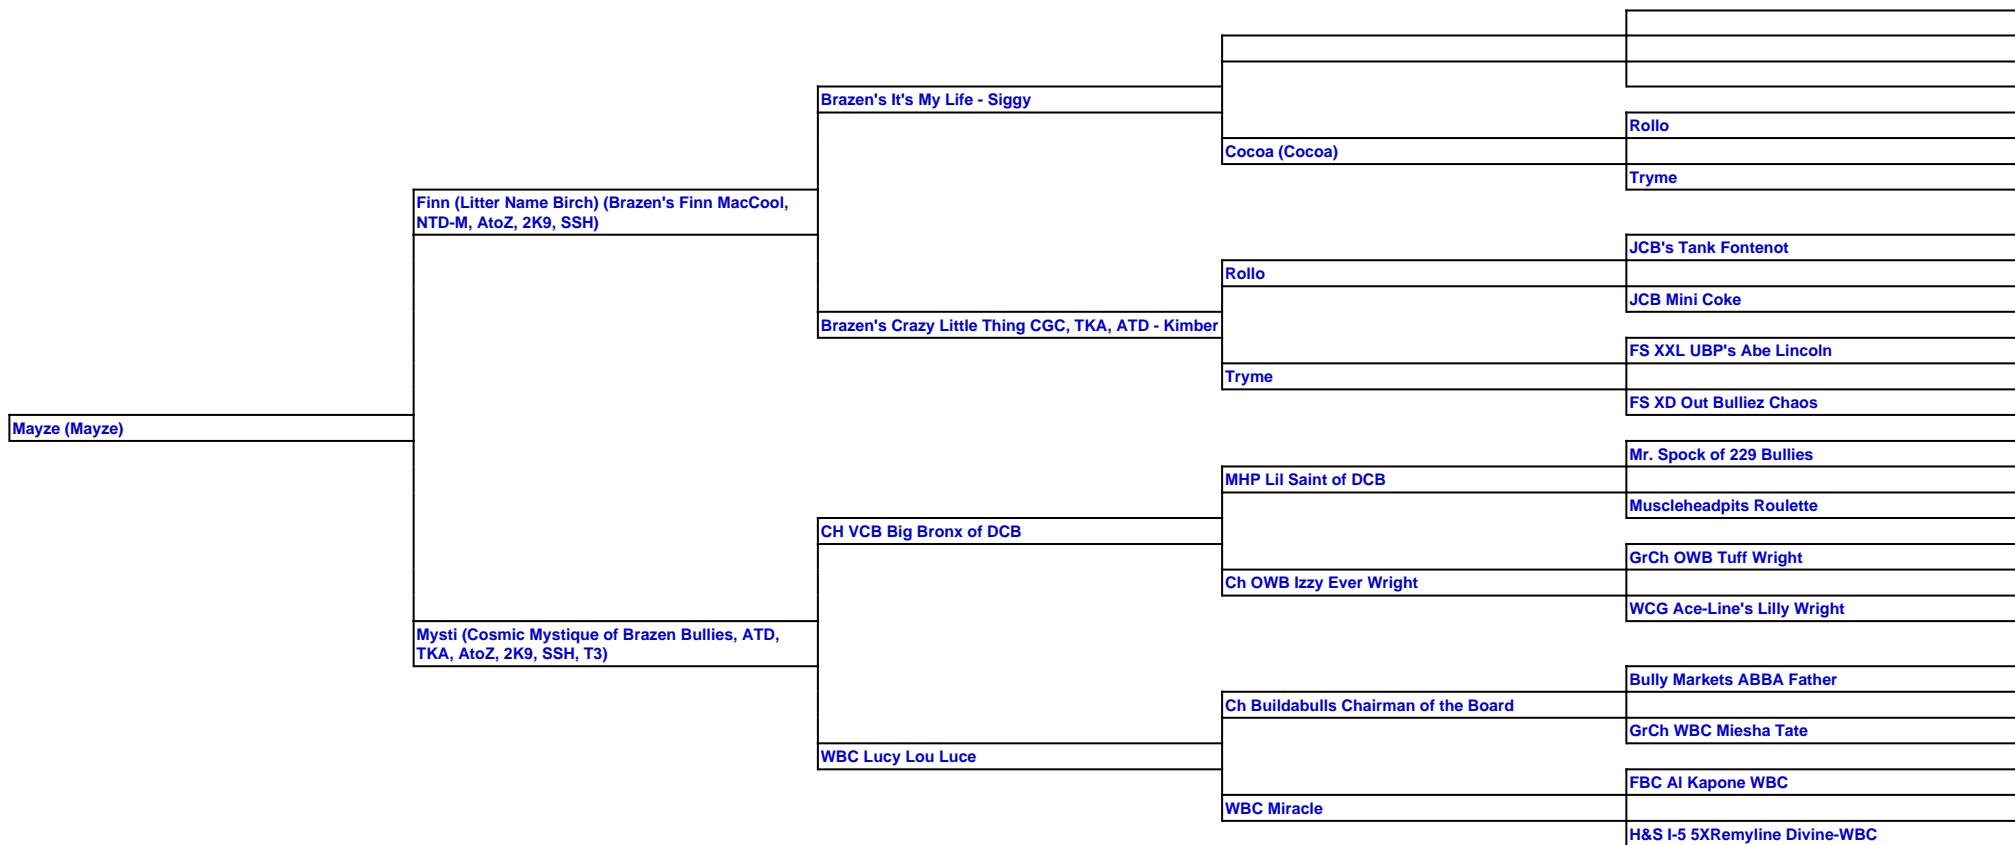 Brazen's It's My Life - Siggy
Rollo
Cocoa (Cocoa)
Tryme
Finn (Litter Name Birch) (Brazen's Finn MacCool,
NTD-M, AtoZ, 2K9, SSH)
JCB's Tank Fontenot
Rollo
JCB Mini Coke
Brazen's Crazy Little Thing CGC, TKA, ATD - Kimber
FS XXL UBP's Abe Lincoln
Tryme
FS XD Out Bulliez Chaos
Mayze (Mayze)
Mr. Spock of 229 Bullies
MHP Lil Saint of DCB
Muscleheadpits Roulette
CH VCB Big Bronx of DCB
GrCh OWB Tuff Wright
Ch OWB Izzy Ever Wright
WCG Ace-Line's Lilly Wright
Mysti (Cosmic Mystique of Brazen Bullies, ATD,
TKA, AtoZ, 2K9, SSH, T3)
Bully Markets ABBA Father
Ch Buildabulls Chairman of the Board
GrCh WBC Miesha Tate
WBC Lucy Lou Luce
FBC Al Kapone WBC
WBC Miracle
H&S I-5 5XRemyline Divine-WBC